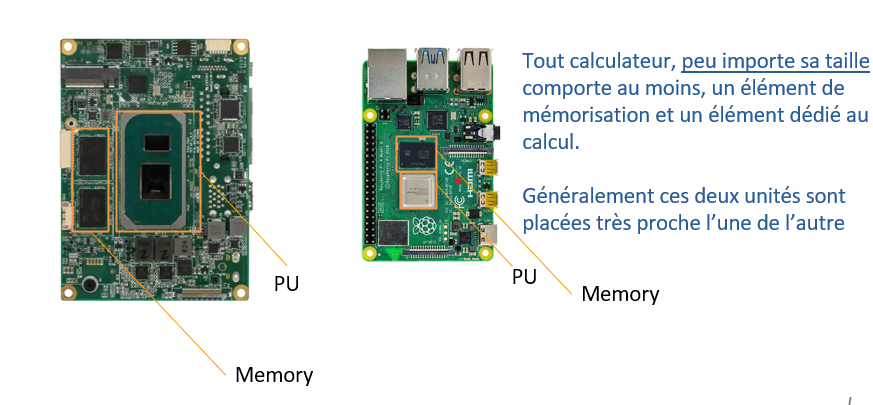 Tout calculateur, peu importe sa taille
comporte au moins, un élément de
mémorisation et un élément dédié au
calcul.
Généralement ces deux unités sont
placées très proche l’une de l’autre
PU
Memory
PU
Memory
HDMI